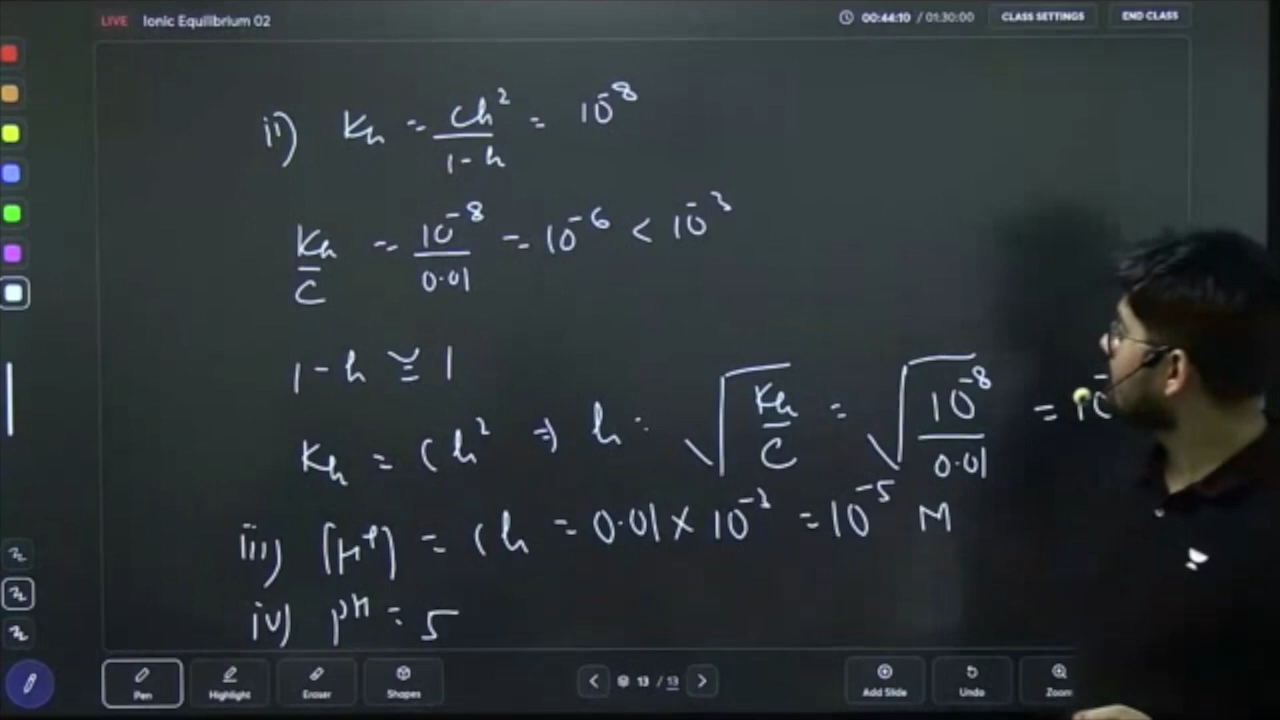 LIVE Ionic Equilibrium 02 00:44:10 / 01:30:00 CLASS SETTINGS END CLASS
ii) Kh = Ch² / 1-h = 10⁻⁸
Kh / C = 10⁻⁸ / 0.01 = 10⁻⁶ < 10⁻³
1-h ≅ 1
Kh = Ch² ⇒ h = √(Kh / C) = √(10⁻⁸ / 0.01) = 10⁻
iii) [H⁺] = Ch = 0.01 × 10⁻³ = 10⁻⁵ M
iv) pH = 5
Pen Highlight Eraser Shapes 13 / 13 Add Slide Undo Zoom